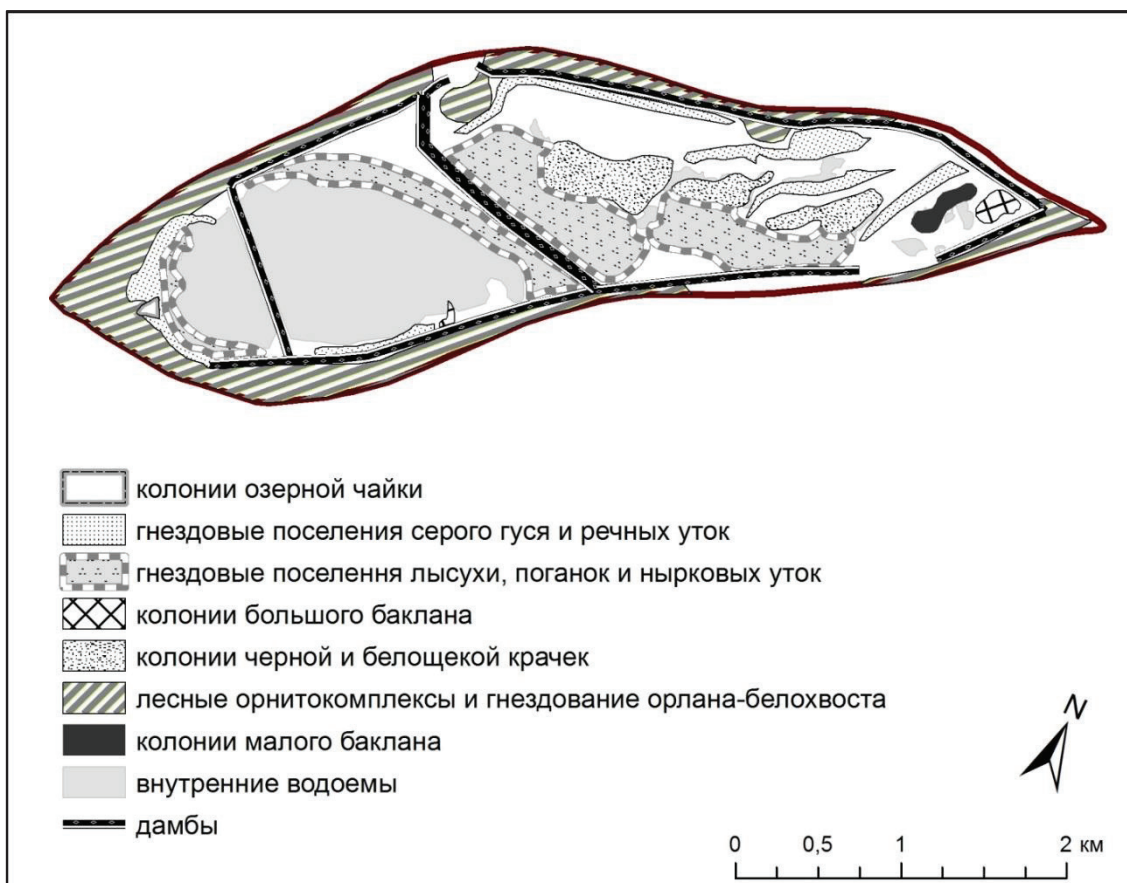 колонии озерной чайки
гнездовые поселения серого гуся и речных уток
гнездовые поселення лысухи, поганок и нырковых уток
колонии большого баклана
колонии черной и белощекой крачек
лесные орнитокомплексы и гнездование орлана-белохвоста
колонии малого баклана
внутренние водоемы
дамбы
N
0 0,5 1 2 км